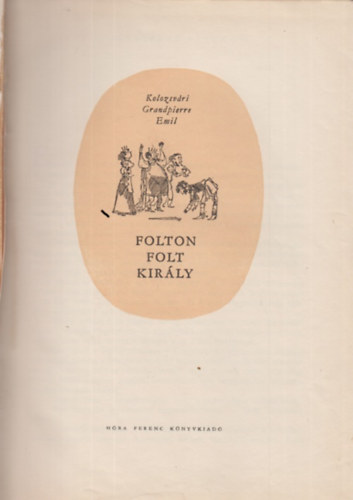 Kolozsvári
Grandpierre
Emil
FOLTON
FOLT
KIRÁLY
MÓRA FERENC KÖNYVKIADÓ